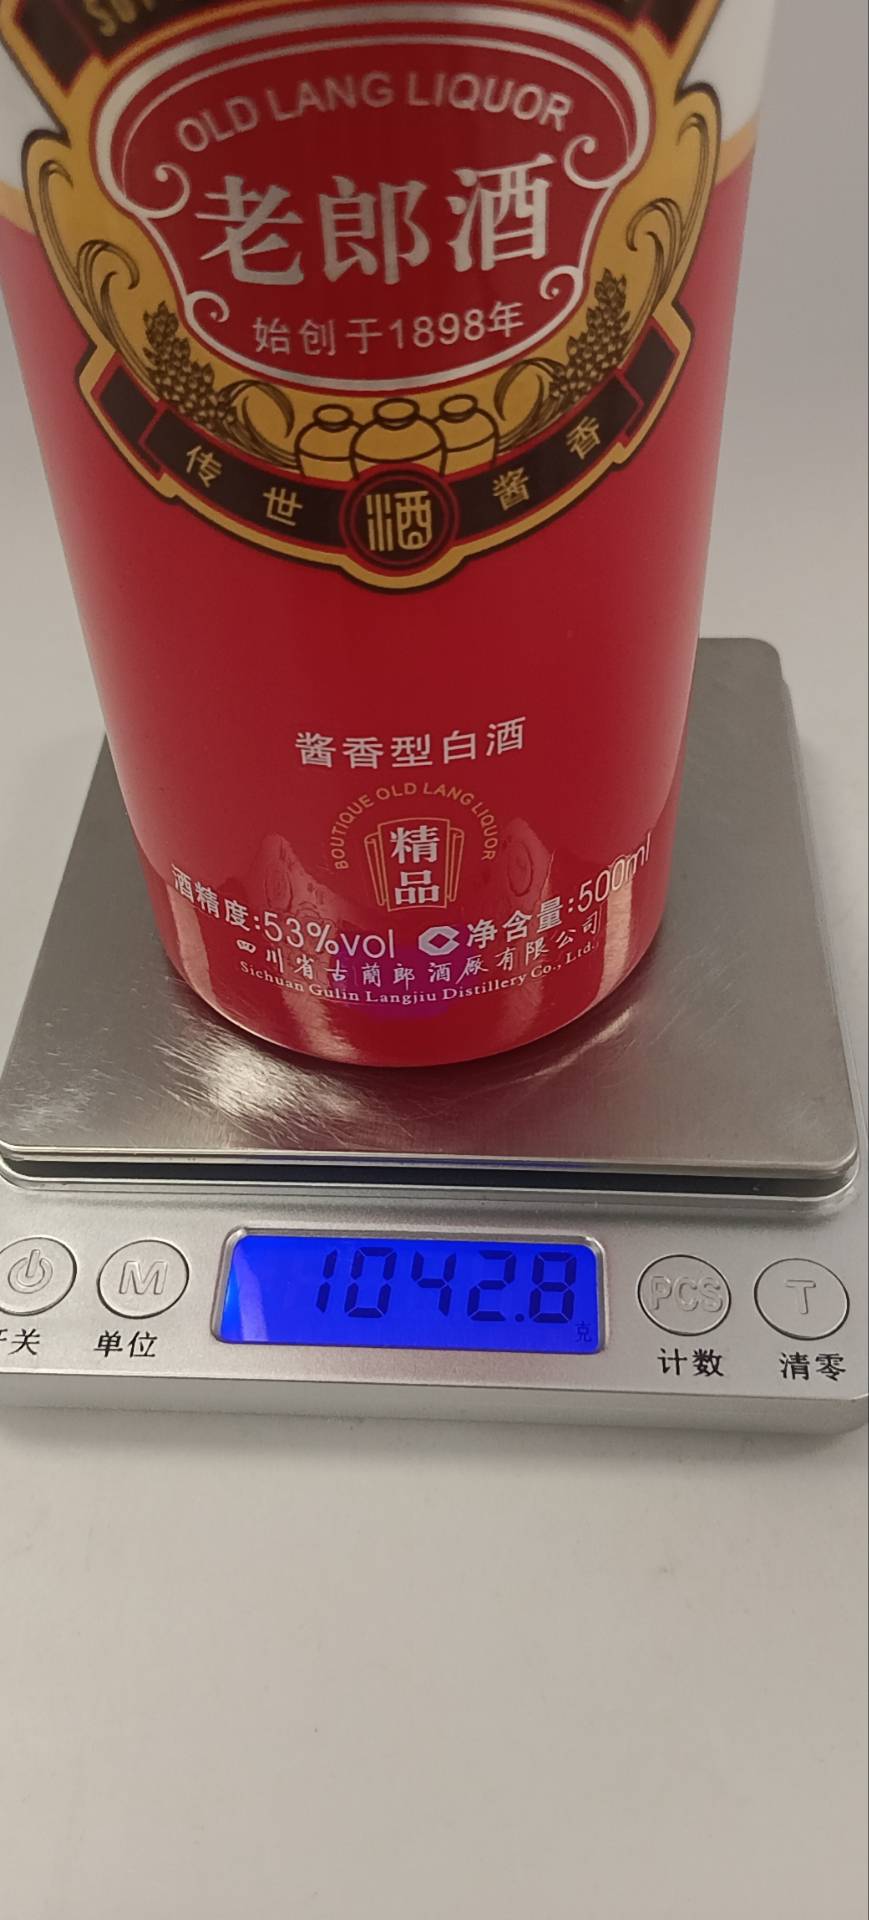 OLD LANG LIQUOR
老郎酒
始创于1898年
传世 酒 酱香
酱香型白酒
BOUTIQUE OLD LANG LIQUOR
精品
酒精度:53%vol 净含量:500ml
四川省古蔺郎酒厰有限公司
Sichuan Gulin Langjiu Distillery Co., Ltd.
1042.8
克
M PCS T
开关 单位 计数 清零